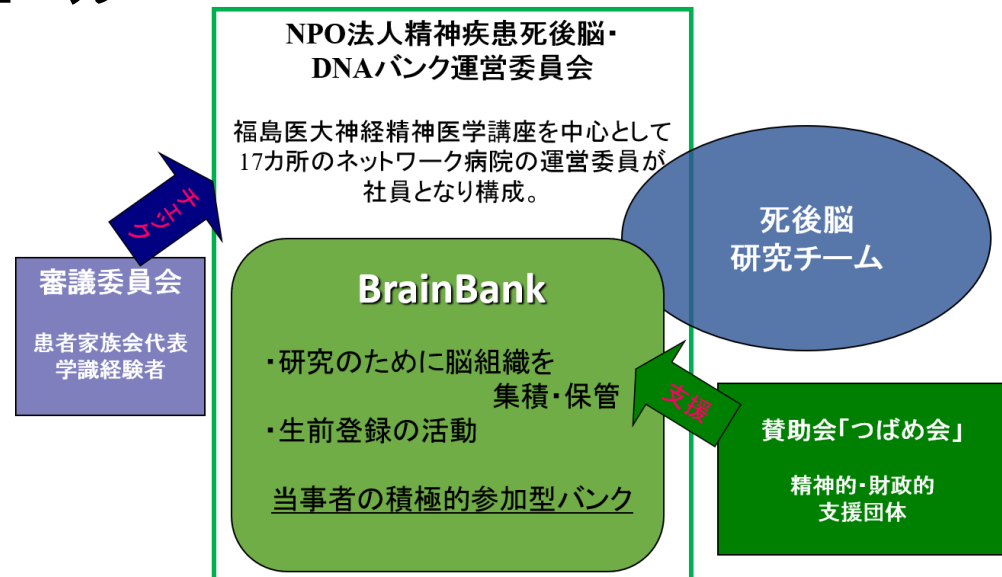 NPO法人精神疾患死後脳・
DNAバンク運営委員会
福島医大神経精神医学講座を中心として
17カ所のネットワーク病院の運営委員が
社員となり構成。
チェック
審議委員会
患者家族会代表
学識経験者
死後脳
研究チーム
BrainBank
・研究のために脳組織を
集積・保管
・生前登録の活動
当事者の積極的参加型バンク
支援
賛助会「つばめ会」
精神的・財政的
支援団体